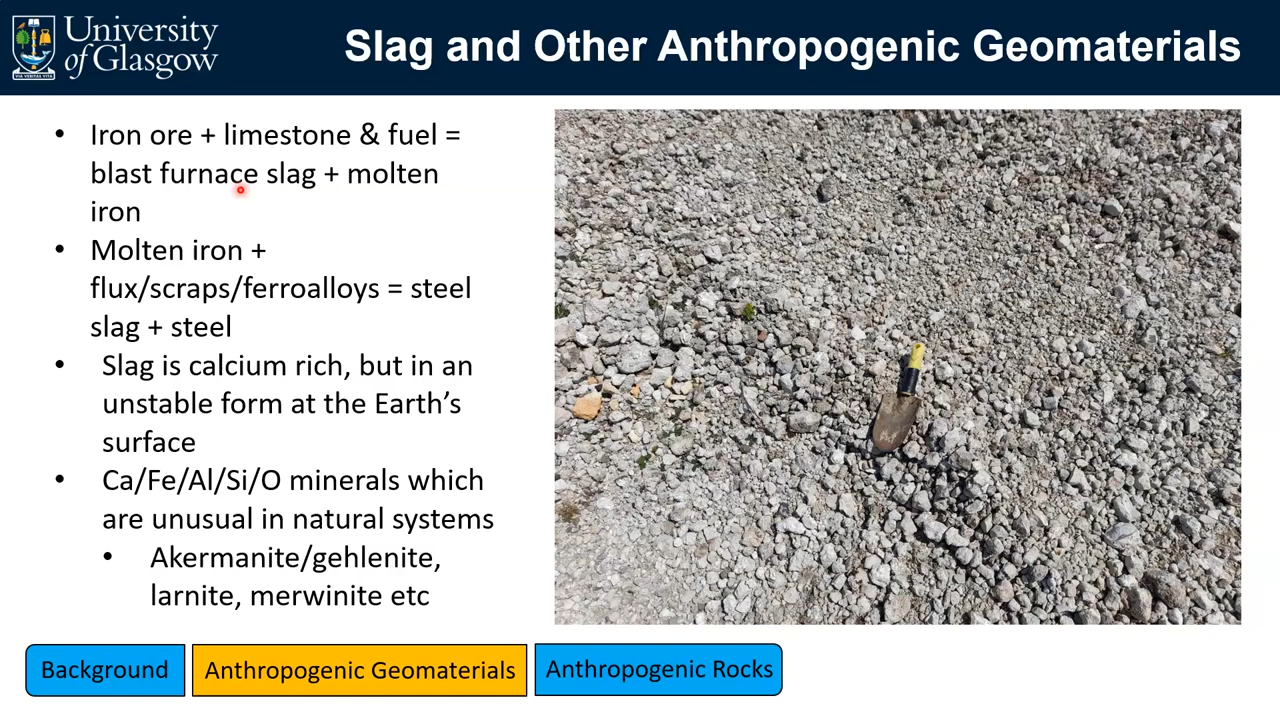 University
of Glasgow
Slag and Other Anthropogenic Geomaterials
• Iron ore + limestone & fuel =
blast furnace slag + molten
iron
• Molten iron +
flux/scraps/ferroalloys = steel
slag + steel
• Slag is calcium rich, but in an
unstable form at the Earth’s
surface
• Ca/Fe/Al/Si/O minerals which
are unusual in natural systems
• Akermanite/gehlenite,
larnite, merwinite etc
Background
Anthropogenic Geomaterials
Anthropogenic Rocks